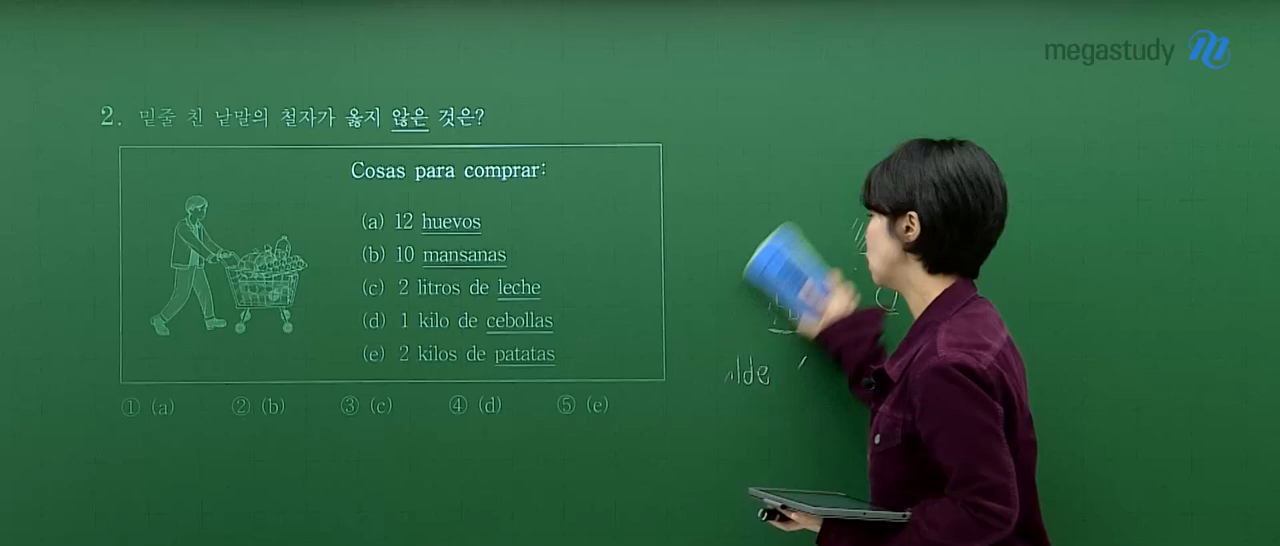 megastudy
2. 밑줄 친 낱말의 철자가 옳지 않은 것은?
Cosas para comprar:
(a) 12 huevos
(b) 10 mansanas
(c) 2 litros de leche
(d) 1 kilo de cebollas
(e) 2 kilos de patatas
① (a) ② (b) ③ (c) ④ (d) ⑤ (e)